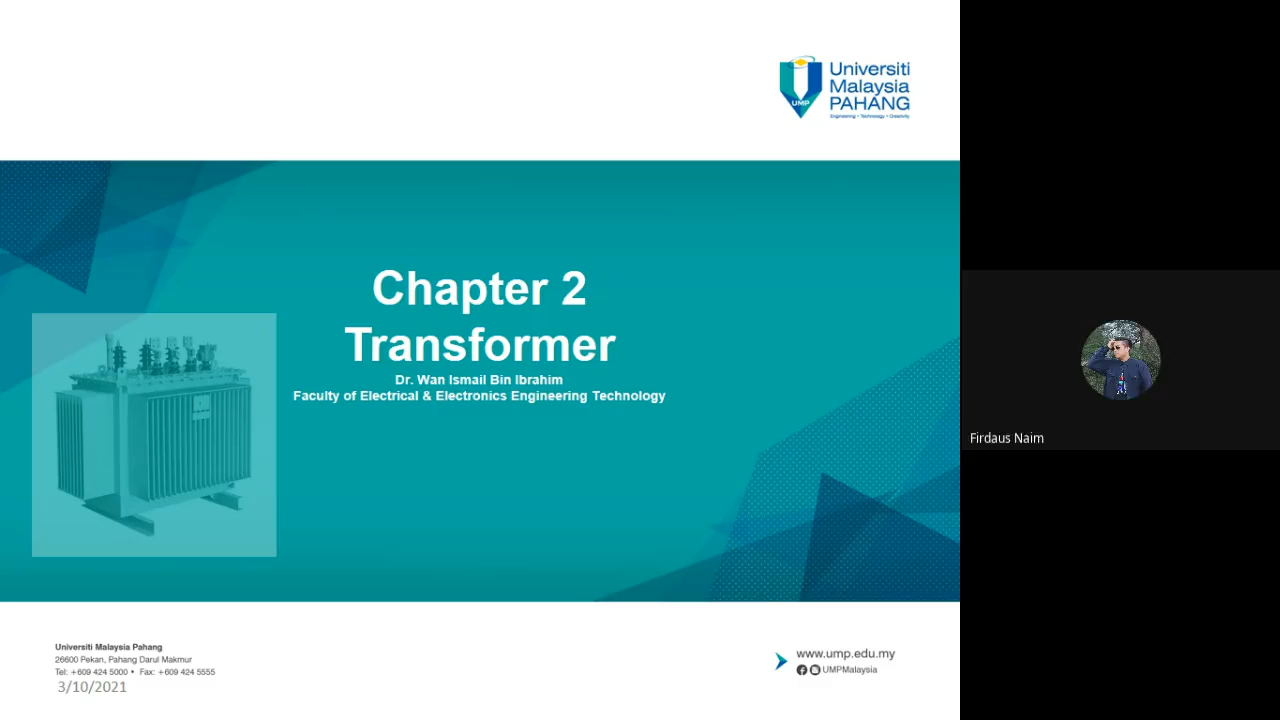 Universiti
Malaysia
PAHANG
Engineering • Technology • Creativity
UMP
Chapter 2
Transformer
Dr. Wan Ismail Bin Ibrahim
Faculty of Electrical & Electronics Engineering Technology
Firdaus Naim
Universiti Malaysia Pahang
26600 Pekan, Pahang Darul Makmur
Tel: +609 424 5000 • Fax: +609 424 5555
3/10/2021
www.ump.edu.my
UMPMalaysia